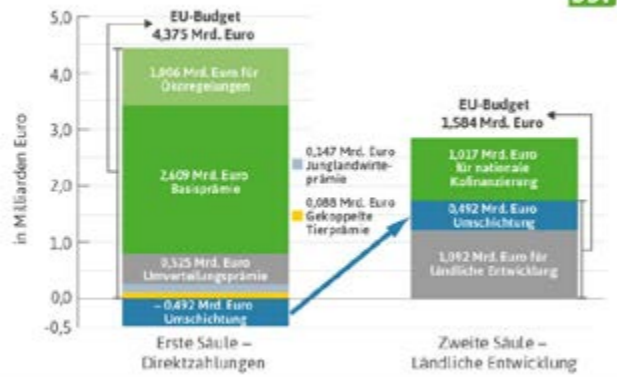 EU-Budget
4,375 Mrd. Euro
5,0
4,0
3,0
2,0
1,0
0,0
-0,5
in Milliarden Euro
1,006 Mrd. Euro für
Ökoregelungen
2,609 Mrd. Euro
Basisprämie
0,525 Mrd. Euro
Umverteilungsprämie
– 0,492 Mrd. Euro
Umschichtung
0,147 Mrd. Euro
Junglandwirte-
prämie
0,088 Mrd. Euro
Gekoppelte
Tierprämie
EU-Budget
1,584 Mrd. Euro
1,017 Mrd. Euro
für nationale
Kofinanzierung
0,492 Mrd. Euro
Umschichtung
1,092 Mrd. Euro für
Ländliche Entwicklung
Erste Säule –
Direktzahlungen
Zweite Säule –
Ländliche Entwicklung